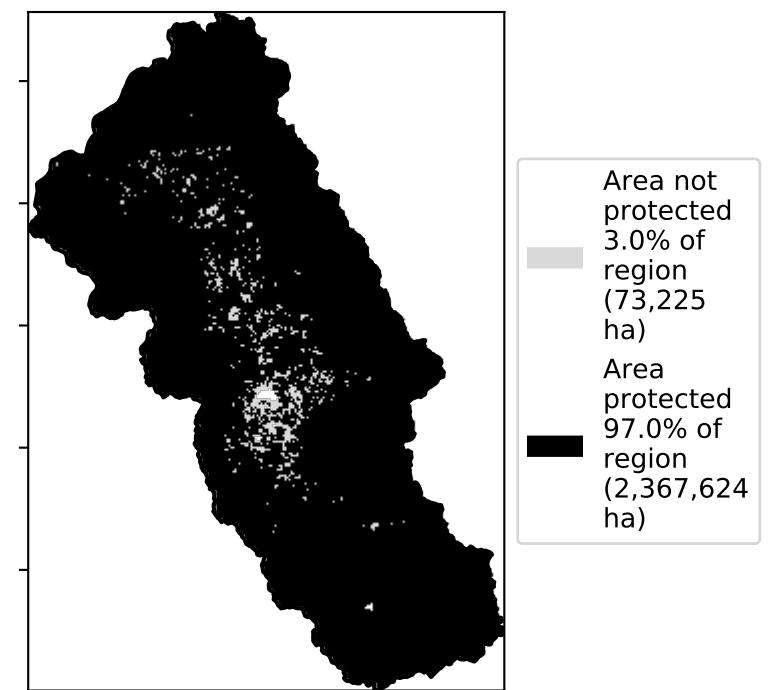 Area not
protected
3.0% of
region
(73,225
ha)
Area
protected
97.0% of
region
(2,367,624
ha)